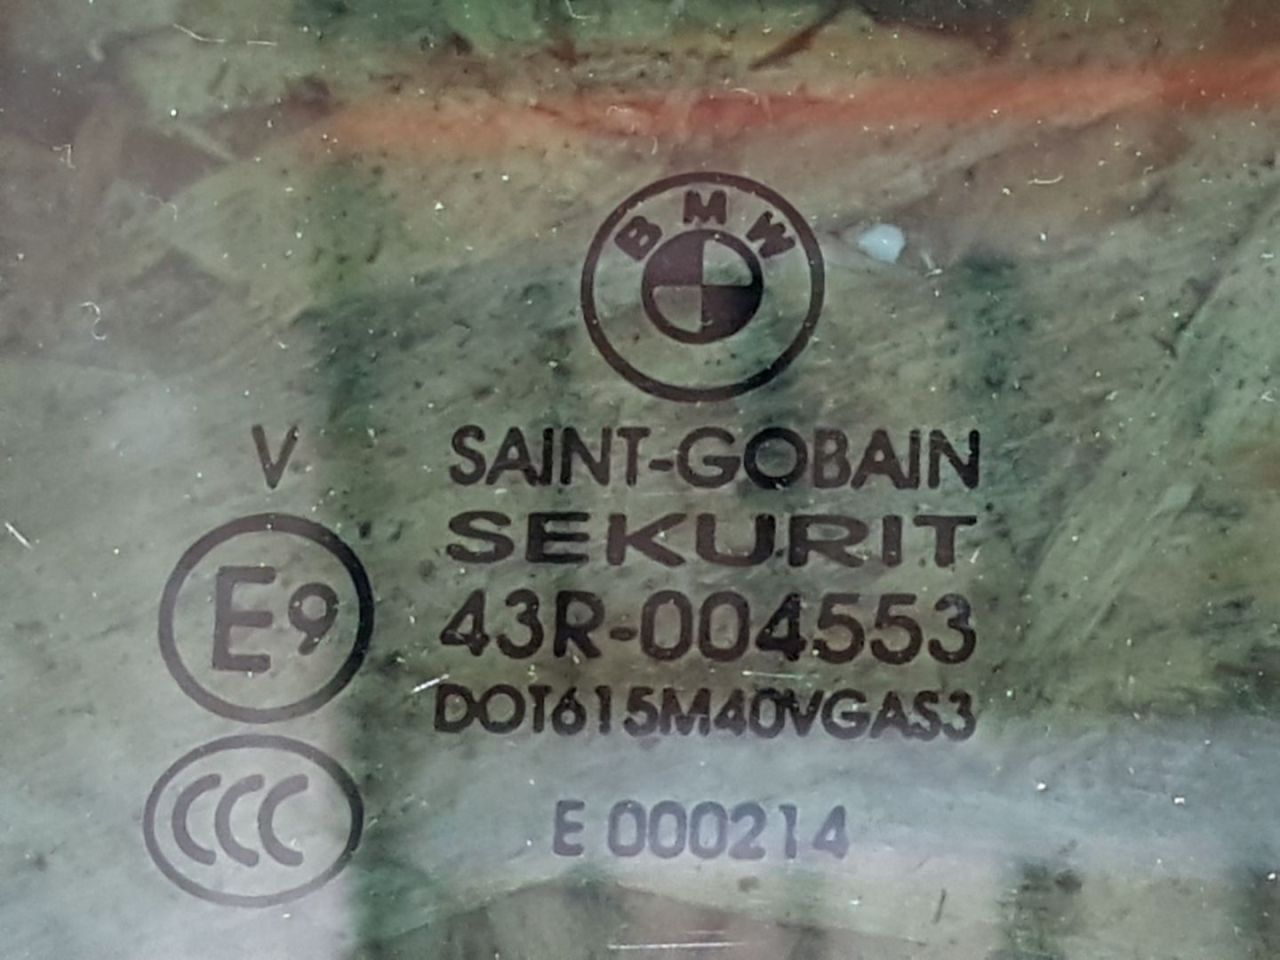 BMW
V
SAINT-GOBAIN
SEKURIT
E9
43R-004553
DOT615M40VGAS3
CCC
E 000214